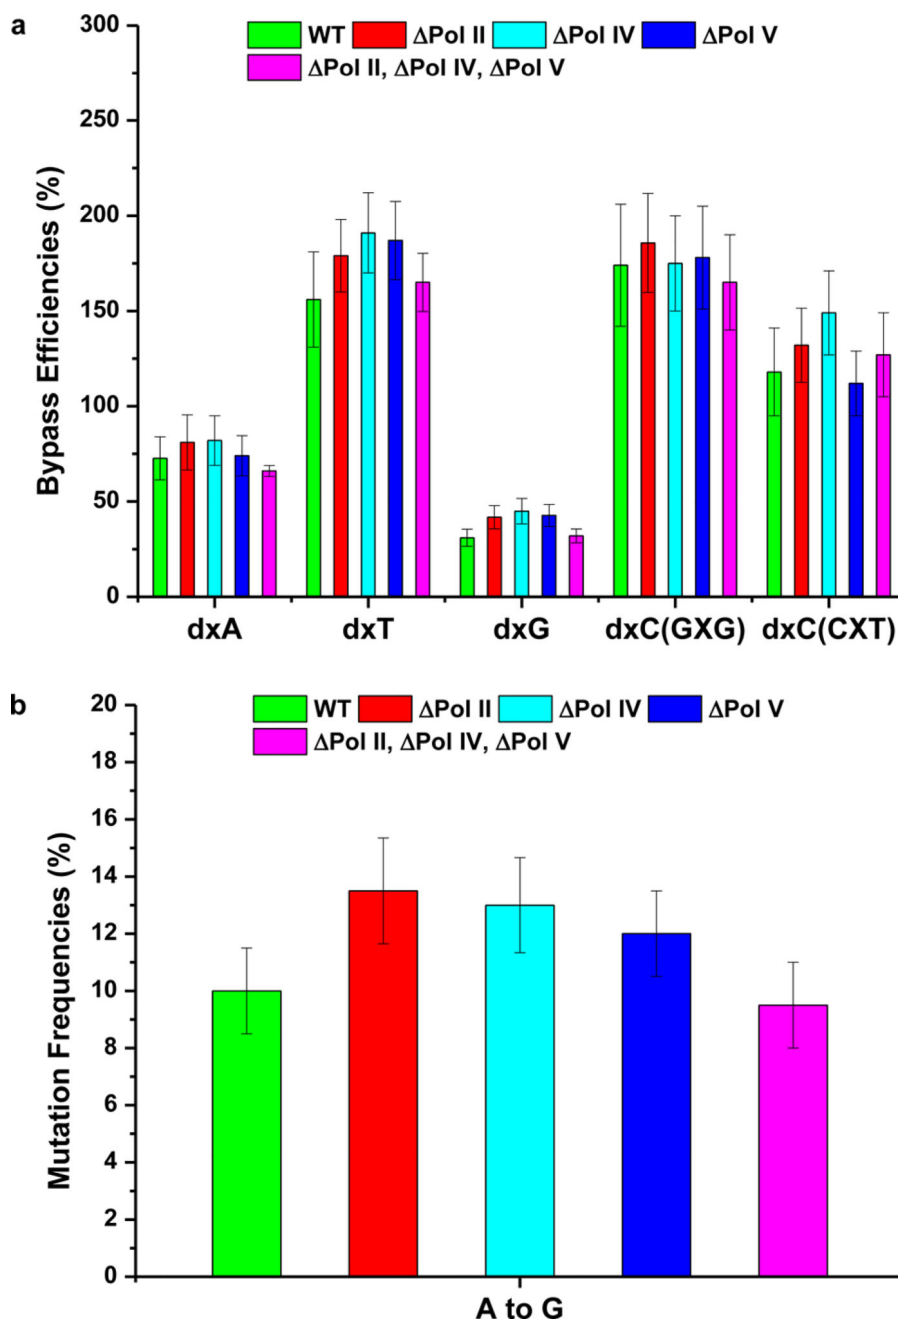 a
WT ΔPol II ΔPol IV ΔPol V
ΔPol II, ΔPol IV, ΔPol V
Bypass Efficiencies (%)
300
250
200
150
100
50
0
dxA dxT dxG dxC(GXG) dxC(CXT)
b
WT ΔPol II ΔPol IV ΔPol V
ΔPol II, ΔPol IV, ΔPol V
Mutation Frequencies (%)
20
18
16
14
12
10
8
6
4
2
0
A to G